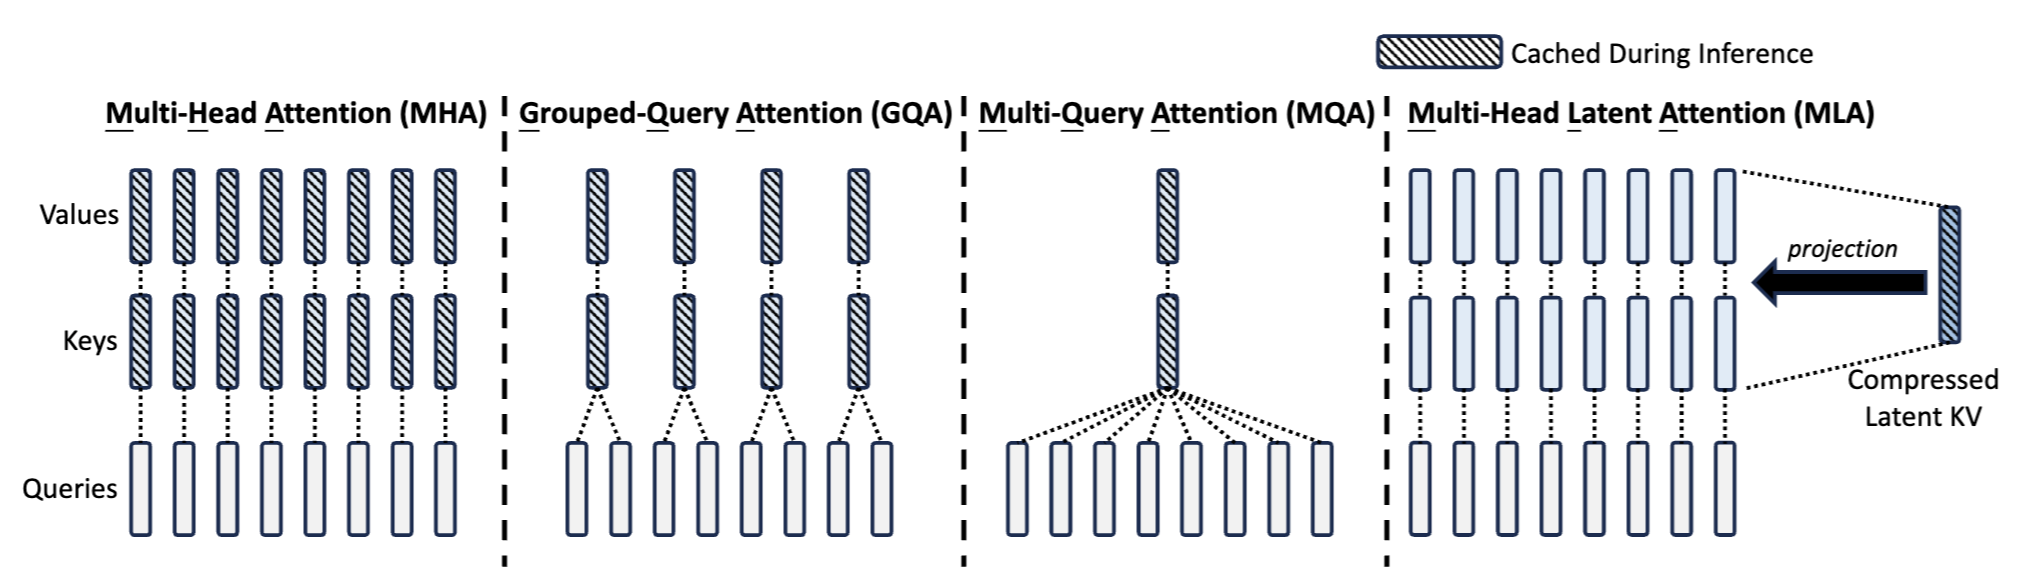 Cached During Inference
Multi-Head Attention (MHA)
Grouped-Query Attention (GQA)
Multi-Query Attention (MQA)
Multi-Head Latent Attention (MLA)
Values
Keys
Queries
projection
Compressed
Latent KV